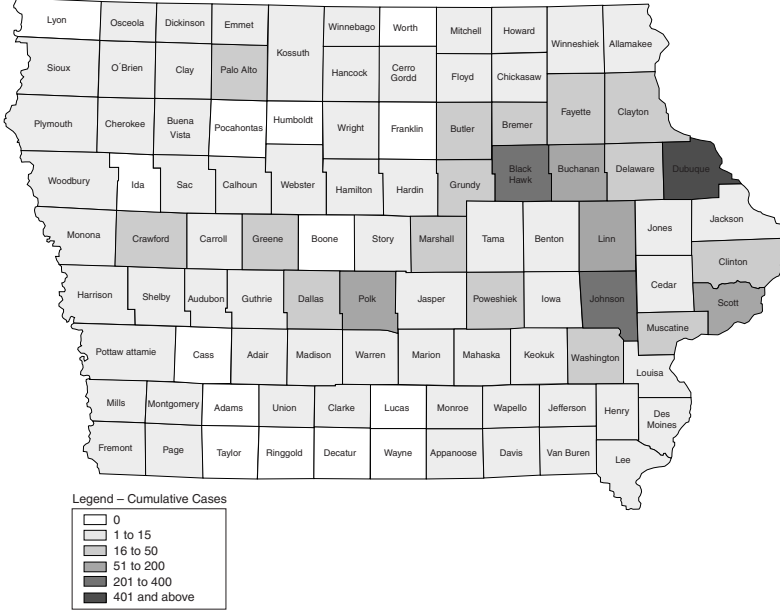 Lyon Osceola Dickinson Emmet Winnebago Worth Mitchell Howard
Kossuth Winneshiek Allamakee
Sioux O'Brien Clay Palo Alto Hancock Cerro Gordd Floyd Chickasaw
Plymouth Cherokee Buena Vista Pocahontas Humboldt Wright Franklin Butler Bremer Fayette Clayton
Woodbury Ida Sac Calhoun Webster Hamilton Hardin Grundy Black Hawk Buchanan Delaware Dubuque
Monona Crawford Carroll Greene Boone Story Marshall Tama Benton Linn Jones Jackson
Clinton
Harrison Shelby Audubon Guthrie Dallas Polk Jasper Poweshiek Iowa Johnson Cedar Scott
Muscatine
Pottaw attamie Cass Adair Madison Warren Marion Mahaska Keokuk Washington
Louisa
Mills Montgomery Adams Union Clarke Lucas Monroe Wapello Jefferson Henry Des Moines
Fremont Page Taylor Ringgold Decatur Wayne Appanoose Davis Van Buren Lee
Legend – Cumulative Cases
0
1 to 15
16 to 50
51 to 200
201 to 400
401 and above